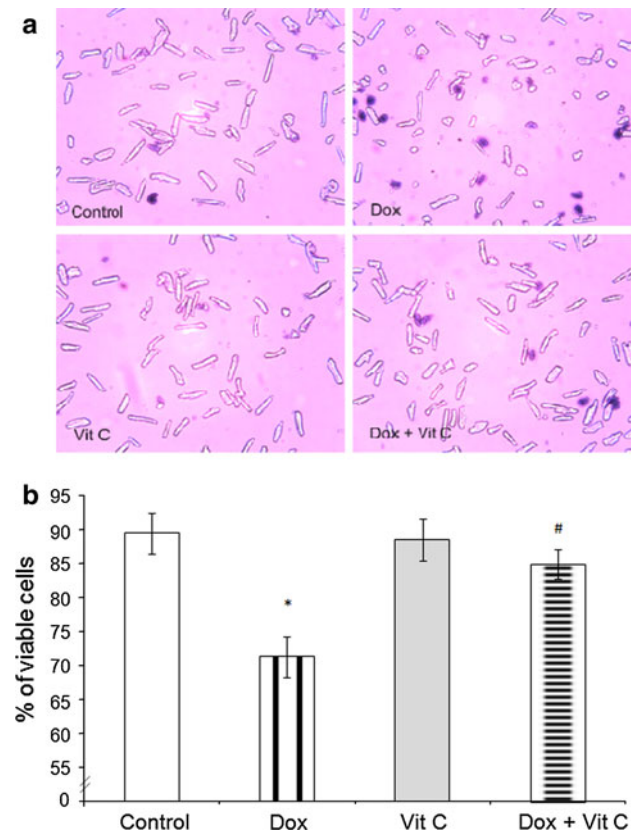 a
Control
Dox
Vit C
Dox + Vit C
b
% of viable cells
95
90
85
80
75
70
65
60
55
0
*
#
Control
Dox
Vit C
Dox + Vit C